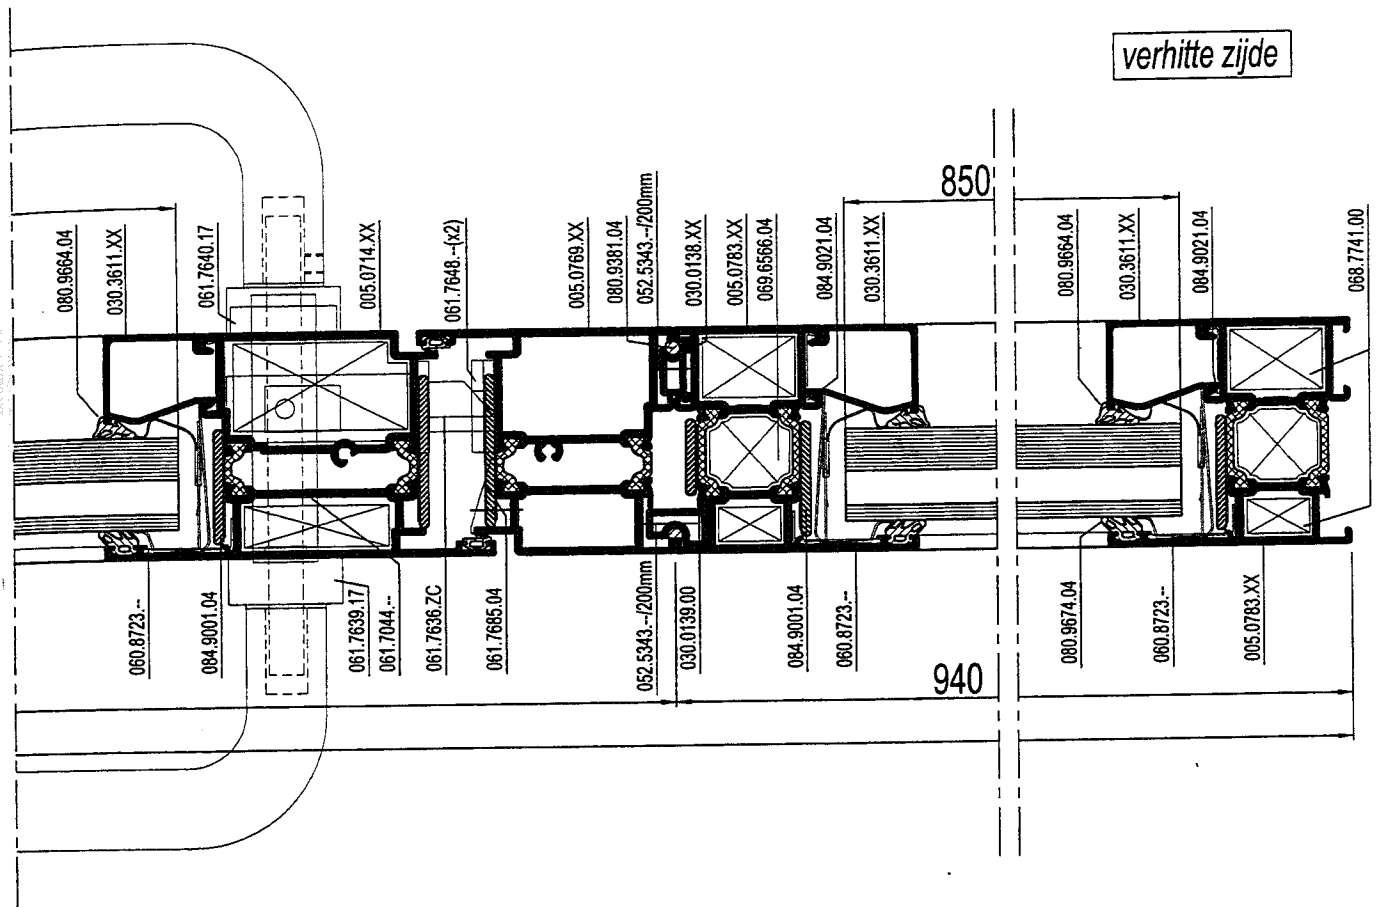 verhitte zijde
850
080.9664.04
030.3611.XX
061.7640.17
005.0714.XX
061.7648.--(x2)
005.0769.XX
080.9381.04
052.5343.--/200mm
030.0138.XX
005.0783.XX
069.6566.04
084.9021.04
030.3611.XX
080.9664.04
030.3611.XX
084.9021.04
068.7741.00
060.8723.--
084.9001.04
061.7639.17
061.7044.--
061.7636.ZC
061.7685.04
052.5343.--/200mm
030.0139.00
084.9001.04
060.8723.--
080.9674.04
060.8723.--
005.0783.XX
940